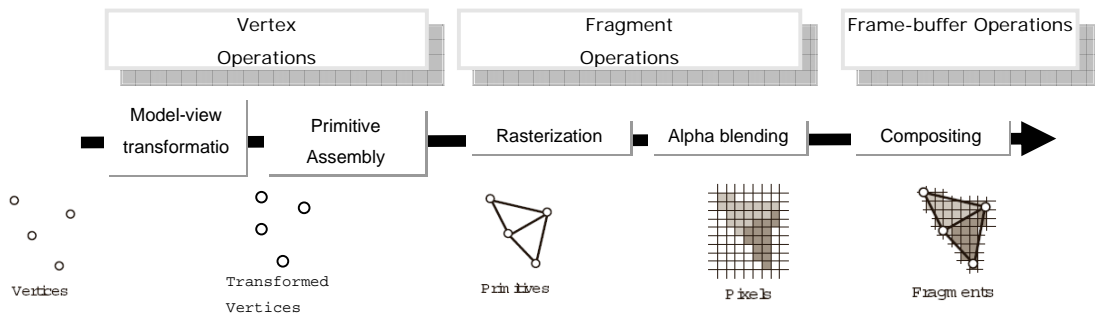 Vertex
Operations
Fragment
Operations
Frame-buffer Operations
Model-view
transformatio
Primitive
Assembly
Rasterization
Alpha blending
Compositing
Vertices
Transformed
Vertices
Primitives
Pixels
Fragments